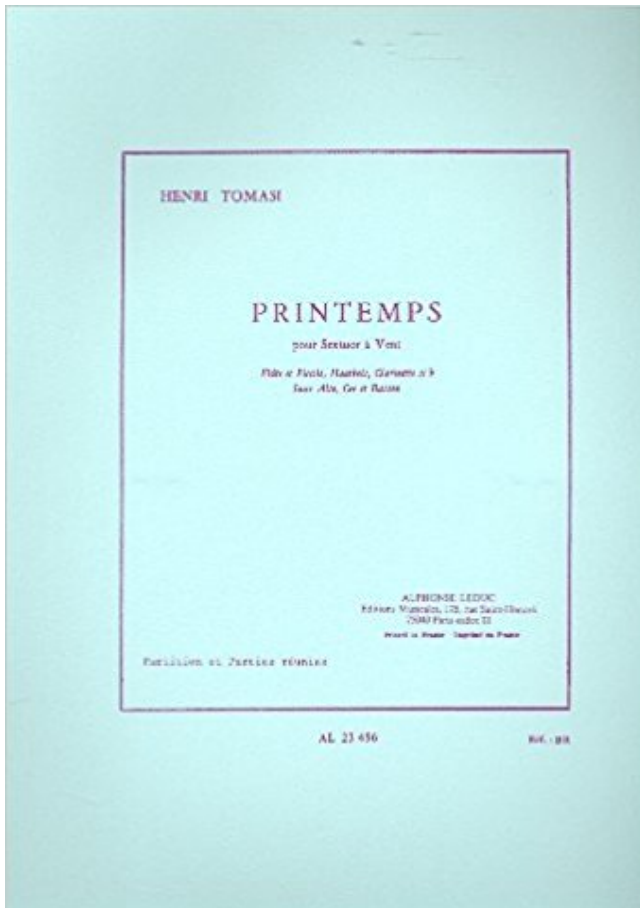 HENRI TOMASI
PRINTEMPS
pour Sextuor à Vent
Flûte et Piccolo, Hautbois, Clarinette si b
Saxo Alto, Cor et Basson
ALPHONSE LEDUC
Editions Musicales, 175, rue Saint-Honoré
75040 Paris cedex 01
Printed in France - Imprimé en France
Partition et Parties réunies
AL 23 456